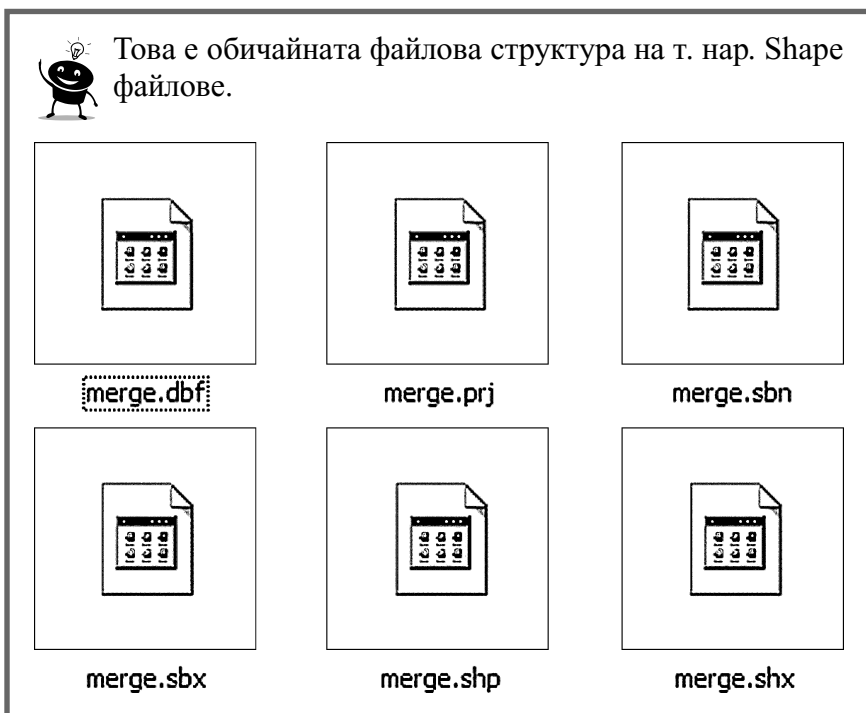 Това е обичайната файлова структура на т. нар. Shape
файлове.
merge.dbf
merge.prj
merge.sbn
merge.sbx
merge.shp
merge.shx